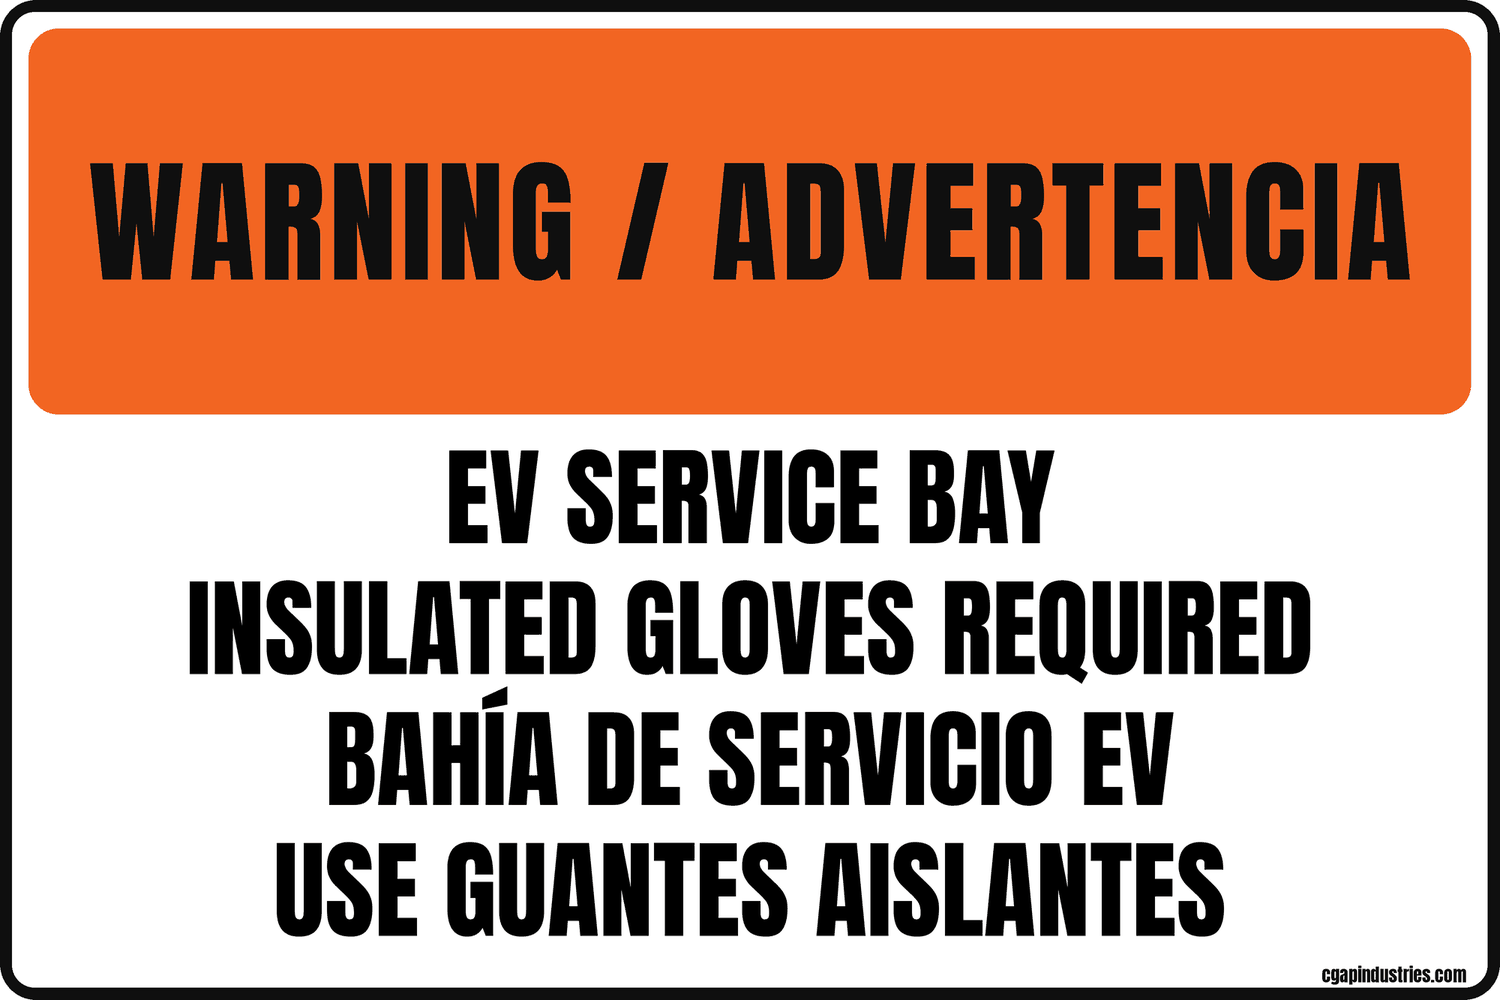 WARNING / ADVERTENCIA
EV SERVICE BAY
INSULATED GLOVES REQUIRED
BAHÍA DE SERVICIO EV
USE GUANTES AISLANTES
cgapindustries.com